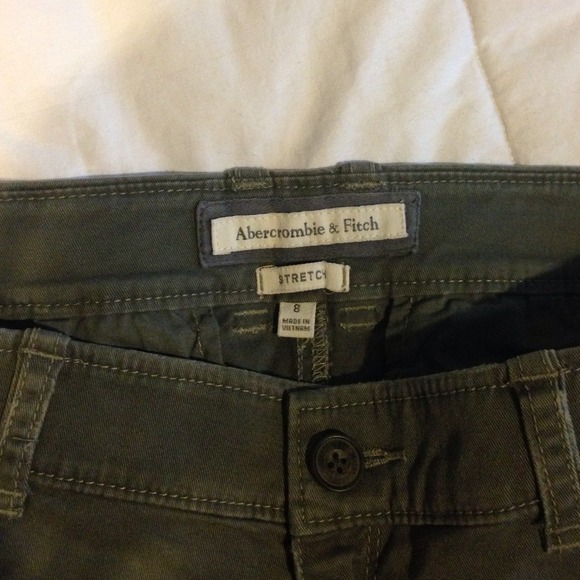 Abercrombie & Fitch
STRETCH
8
MADE IN
VIETNAM